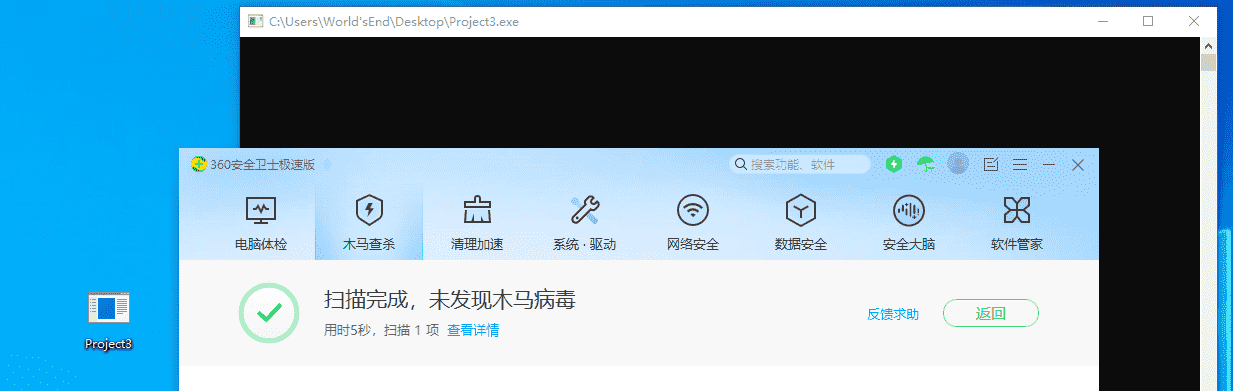 C:\Users\World'sEnd\Desktop\Project3.exe
360安全卫士极速版
搜索功能、软件
电脑体检
木马查杀
清理加速
系统·驱动
网络安全
数据安全
安全大脑
软件管家
扫描完成，未发现木马病毒
用时5秒，扫描 1 项 查看详情
反馈求助
返回
Project3